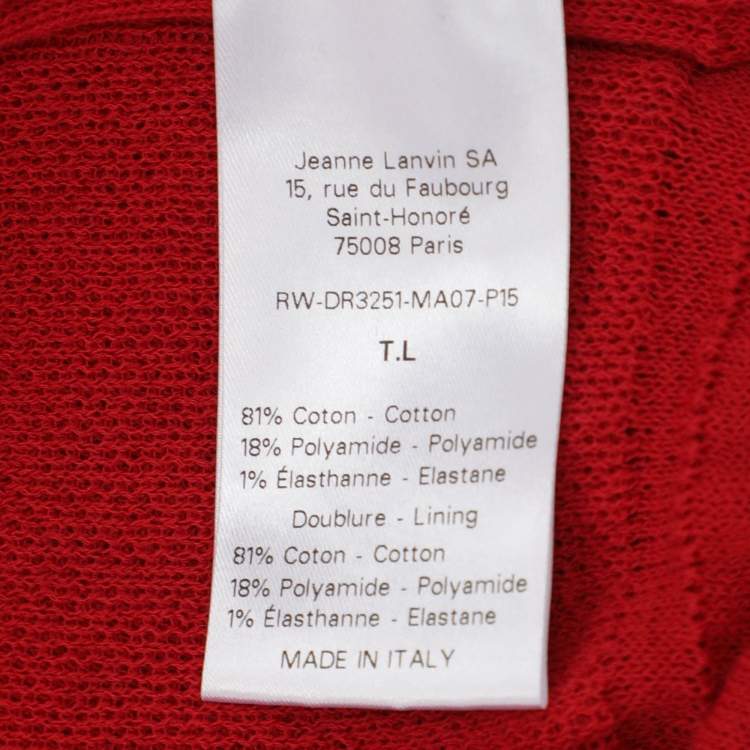 Jeanne Lanvin SA
15, rue du Faubourg
Saint-Honoré
75008 Paris
RW-DR3251-MA07-P15
T.L
81% Coton - Cotton
18% Polyamide - Polyamide
1% Élasthanne - Elastane
Doublure - Lining
81% Coton - Cotton
18% Polyamide - Polyamide
1% Élasthanne - Elastane
MADE IN ITALY